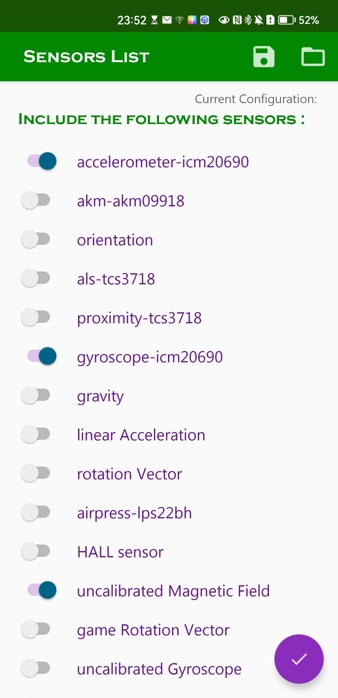 23:52 52%
Sensors List
Current Configuration:
Include the following sensors :
accelerometer-icm20690
akm-akm09918
orientation
als-tcs3718
proximity-tcs3718
gyroscope-icm20690
gravity
linear Acceleration
rotation Vector
airpress-lps22bh
HALL sensor
uncalibrated Magnetic Field
game Rotation Vector
uncalibrated Gyroscope